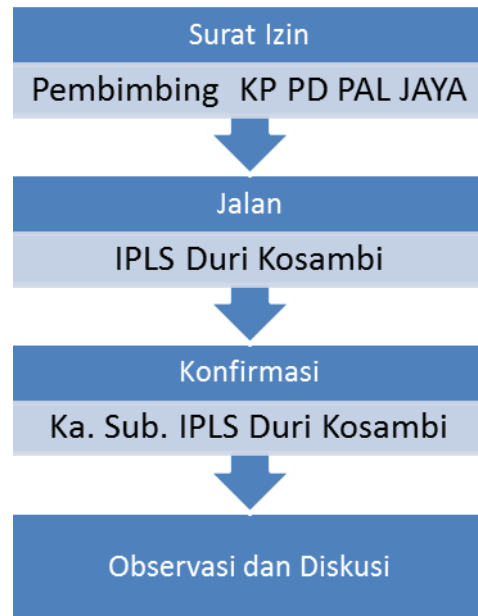 Surat Izin
Pembimbing KP PD PAL JAYA
Jalan
IPLS Duri Kosambi
Konfirmasi
Ka. Sub. IPLS Duri Kosambi
Observasi dan Diskusi